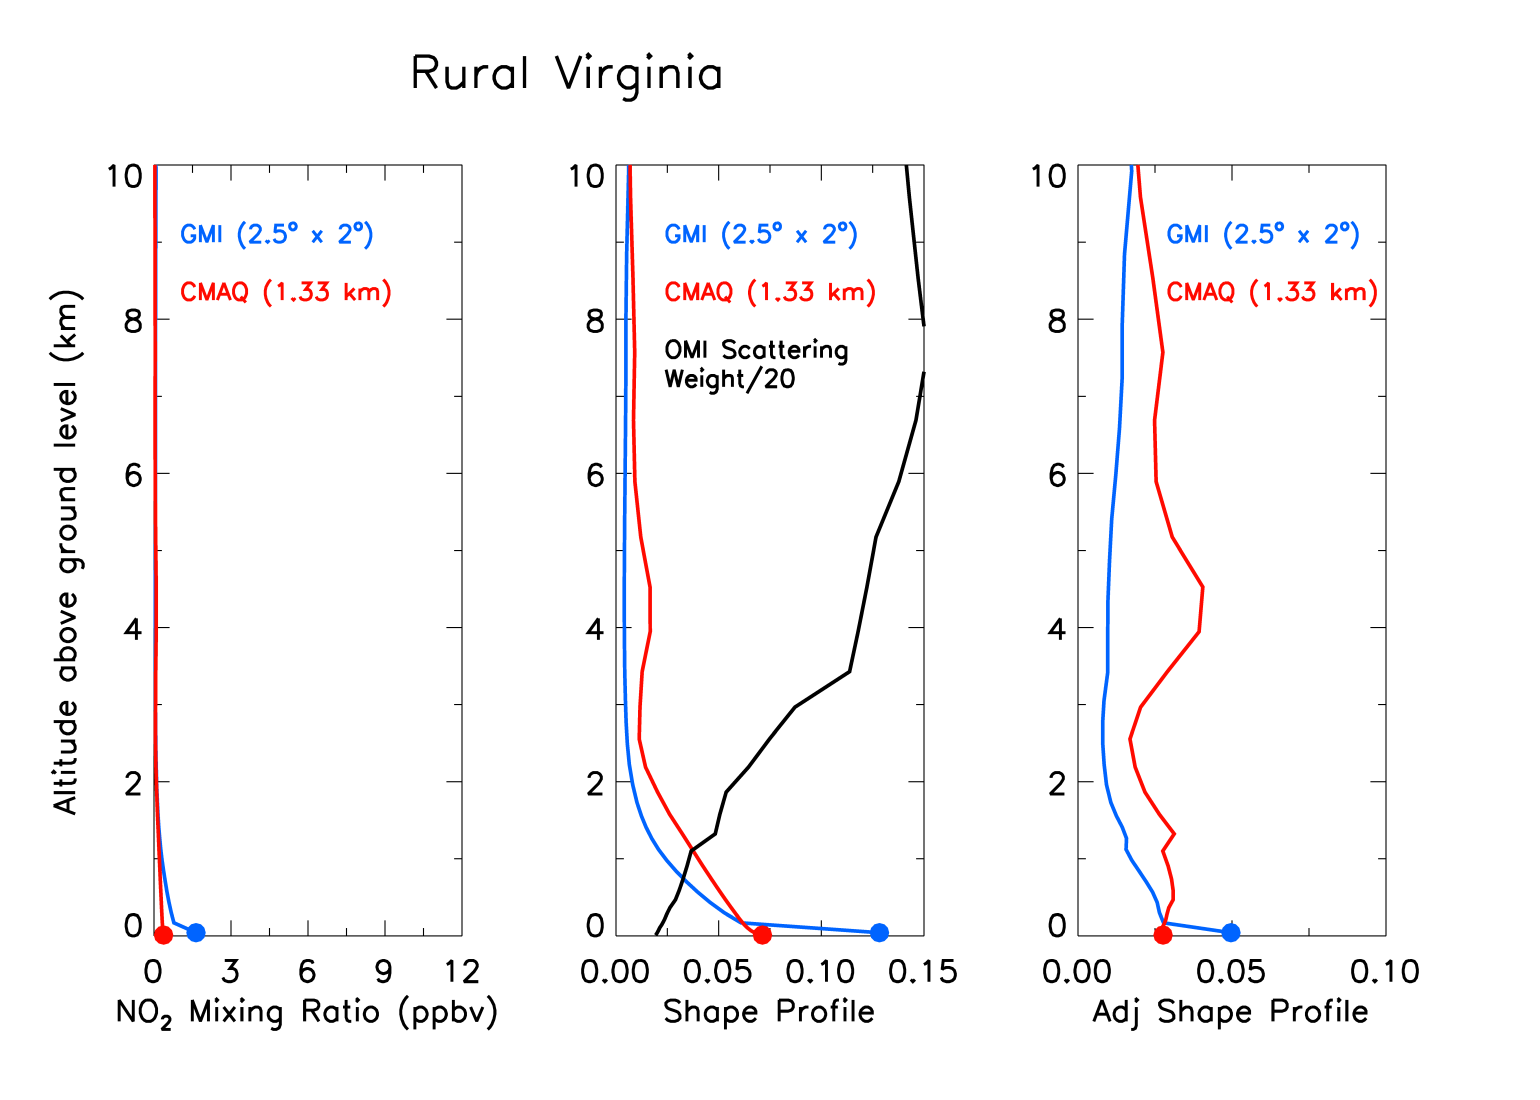 Rural Virginia
Altitude above ground level (km)
10
8
6
4
2
0
GMI (2.5° x 2°)
CMAQ (1.33 km)
0 3 6 9 12
NO₂ Mixing Ratio (ppbv)
10
8
6
4
2
0
GMI (2.5° x 2°)
CMAQ (1.33 km)
OMI Scattering
Weight/20
0.00 0.05 0.10 0.15
Shape Profile
10
8
6
4
2
0
GMI (2.5° x 2°)
CMAQ (1.33 km)
0.00 0.05 0.10
Adj Shape Profile